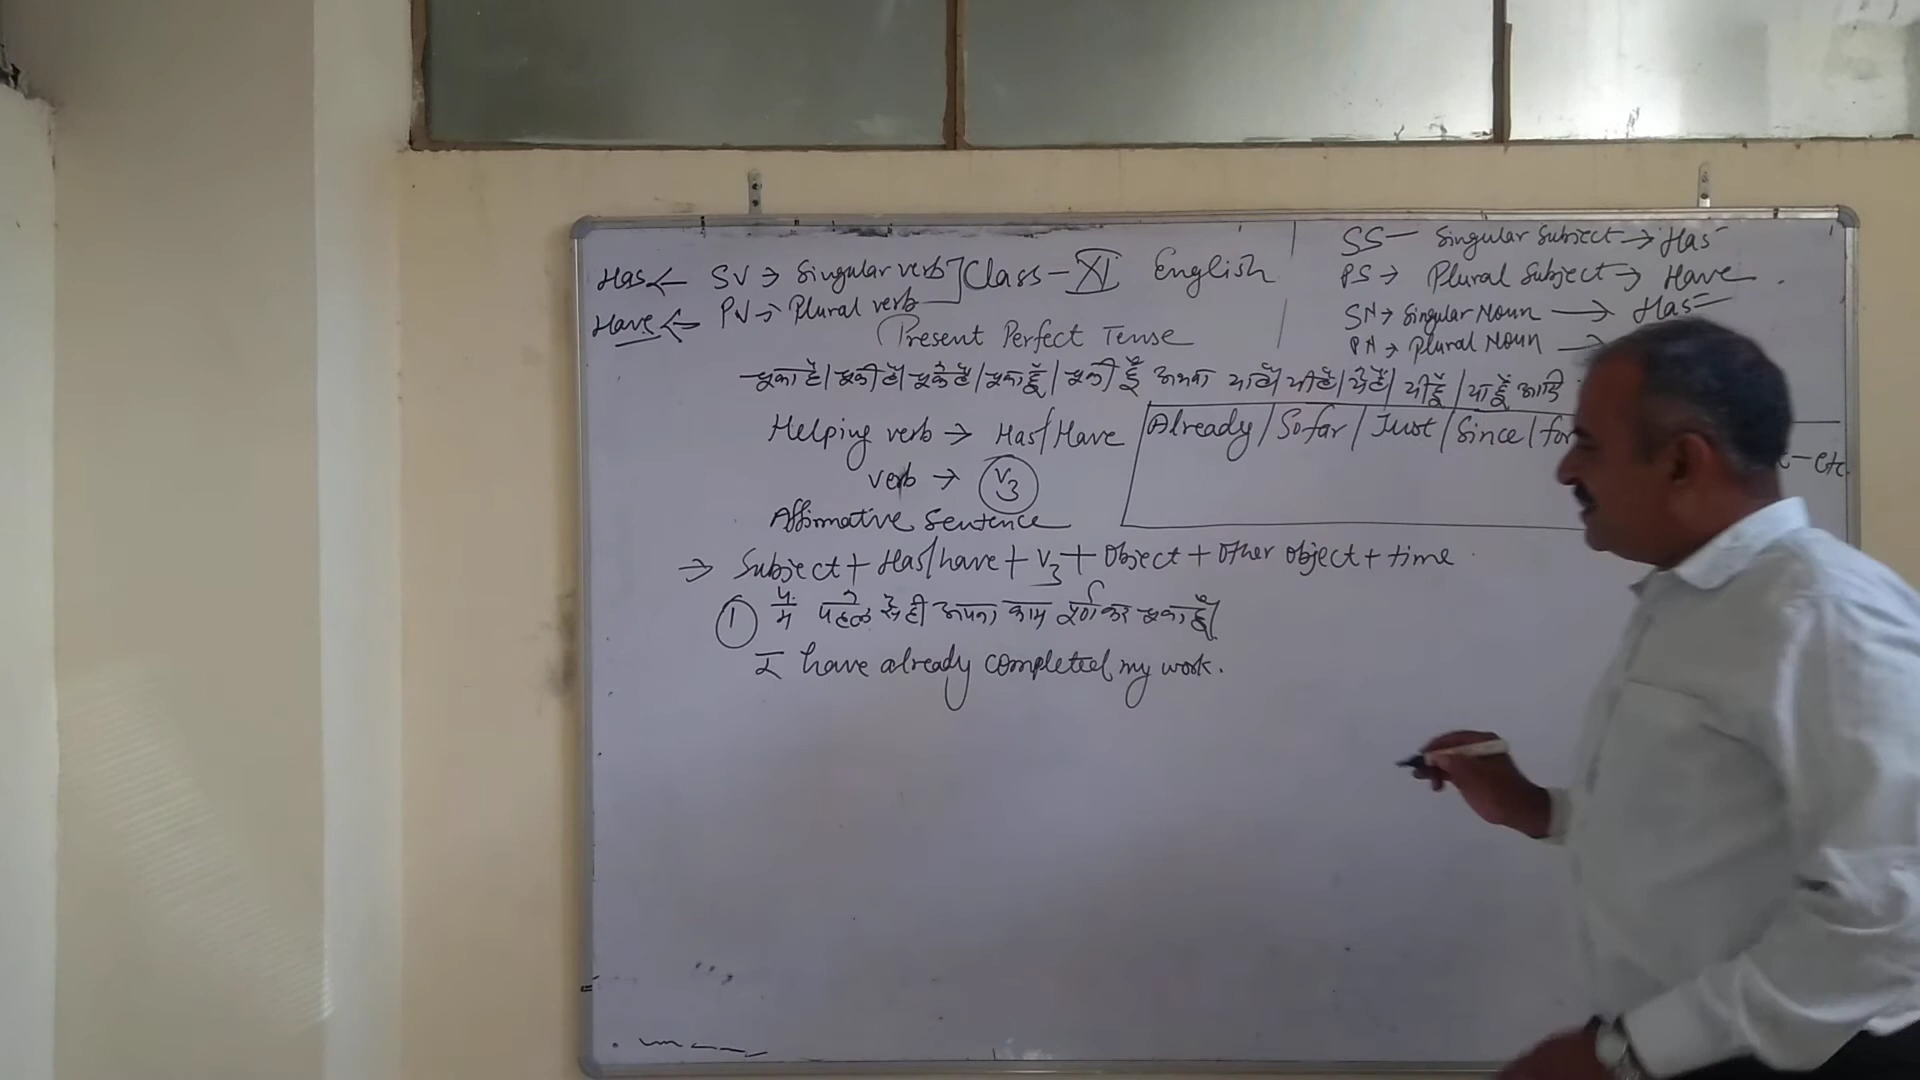 Has ← SV → Singular verb ] Class - XI English
Have ← PV → Plural verb
Present Perfect Tense
SS — Singular Subject → Has
PS → Plural Subject → Have
SN → Singular Noun → Has
PN → Plural Noun →
चुका है/चुकी है/चुके हैं/चुका हूँ/चुकी हूँ अथवा या है/यी है/ये हैं/यी हूँ/या हूँ आदि
Helping verb → Has/Have
Already/So far/Just/Since/for
- etc.
verb → V3
Affirmative Sentence
→ Subject + Has/have + V3 + Object + Other object + time
① मैं पहले से ही अपना काम पूर्ण कर चुका हूँ।
I have already completed my work.